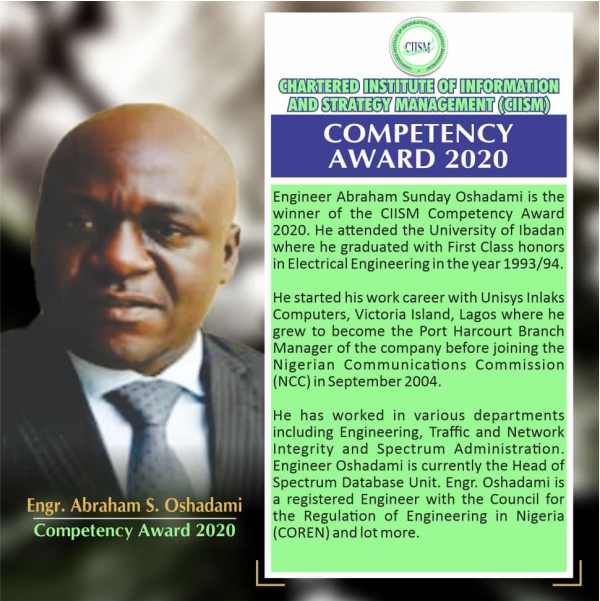 CIISM
CHARTERED INSTITUTE OF INFORMATION
AND STRATEGY MANAGEMENT (CIISM)
COMPETENCY
AWARD 2020
Engineer Abraham Sunday Oshadami is the
winner of the CIISM Competency Award
2020. He attended the University of Ibadan
where he graduated with First Class honors
in Electrical Engineering in the year 1993/94.
He started his work career with Unisys Inlaks
Computers, Victoria Island, Lagos where he
grew to become the Port Harcourt Branch
Manager of the company before joining the
Nigerian Communications Commission
(NCC) in September 2004.
He has worked in various departments
including Engineering, Traffic and Network
Integrity and Spectrum Administration.
Engineer Oshadami is currently the Head of
Spectrum Database Unit. Engr. Oshadami is
a registered Engineer with the Council for
the Regulation of Engineering in Nigeria
(COREN) and lot more.
Engr. Abraham S. Oshadami
Competency Award 2020